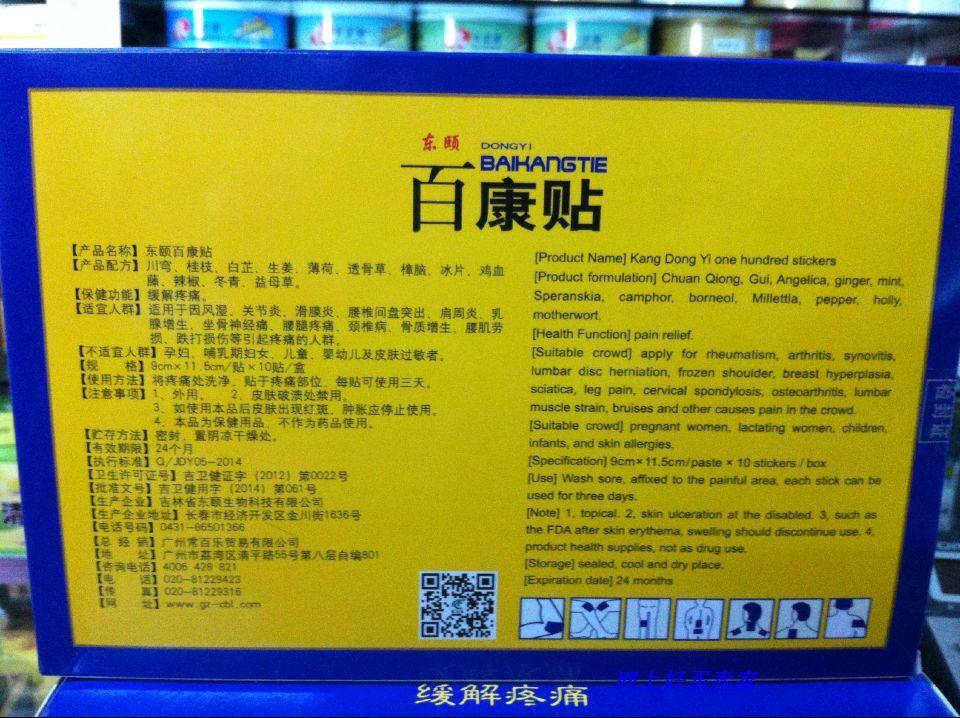 东颐 DONGYI
BAIKANGTIE
百康贴
【产品名称】东颐百康贴
【产品配方】川穹、桂枝、白芷、生姜、薄荷、透骨草、樟脑、冰片、鸡血
藤、辣椒、冬青、益母草。
【保健功能】缓解疼痛。
【适宜人群】适用于因风湿、关节炎、滑膜炎、腰椎间盘突出、肩周炎、乳
腺增生、坐骨神经痛、腰腿疼痛、颈椎病、骨质增生、腰肌劳
损、跌打损伤等引起疼痛的人群。
【不适宜人群】孕妇、哺乳期妇女、儿童、婴幼儿及皮肤过敏者。
【规 格】9cm×11.5cm/贴×10贴/盒
【使用方法】将疼痛处洗净，贴于疼痛部位，每贴可使用三天。
【注意事项】1、外用。 2、皮肤破溃处禁用。
3、如使用本品后皮肤出现红斑，肿胀应停止使用。
4、本品为保健用品，不作为药品使用。
【贮存方法】密封，置阴凉干燥处。
【有效期限】24个月
【执行标准】Q/JDY05-2014
【卫生许可证号】吉卫健证字（2012）第0022号
【批准文号】吉卫健用字（2014）第061号
【生产企业】吉林省东颐生物科技有限公司
【生产企业地址】长春市经济开发区金川街1636号
【电话号码】0431-86501366
【总 经 销】广州常百乐贸易有限公司
【地 址】广州市荔湾区清平路55号第八层自编801
【咨询电话】4006 428 821
【电 话】020-81229423
【传 真】020-81229316
【网 址】www.gz-cbl.com
[Product Name] Kang Dong Yi one hundred stickers
[Product formulation] Chuan Qiong, Gui, Angelica, ginger, mint,
Speranskia, camphor, borneol, Millettla, pepper, holly,
motherwort.
[Health Function] pain relief.
[Suitable crowd] apply for rheumatism, arthritis, synovitis,
lumbar disc herniation, frozen shoulder, breast hyperplasia,
sciatica, leg pain, cervical spondylosis, osteoarthritis, lumbar
muscle strain, bruises and other causes pain in the crowd.
[Suitable crowd] pregnant women, lactating women, children,
infants, and skin allergies.
[Specification] 9cm×11.5cm/paste × 10 stickers / box
[Use] Wash sore, affixed to the painful area, each stick can be
used for three days.
[Note] 1, topical. 2, skin ulceration at the disabled. 3, such as
the FDA after skin erythema, swelling should discontinue use. 4,
product health supplies, not as drug use.
[Storage] sealed, cool and dry place.
[Expiration date] 24 months
缓解疼痛
网上好买卖家